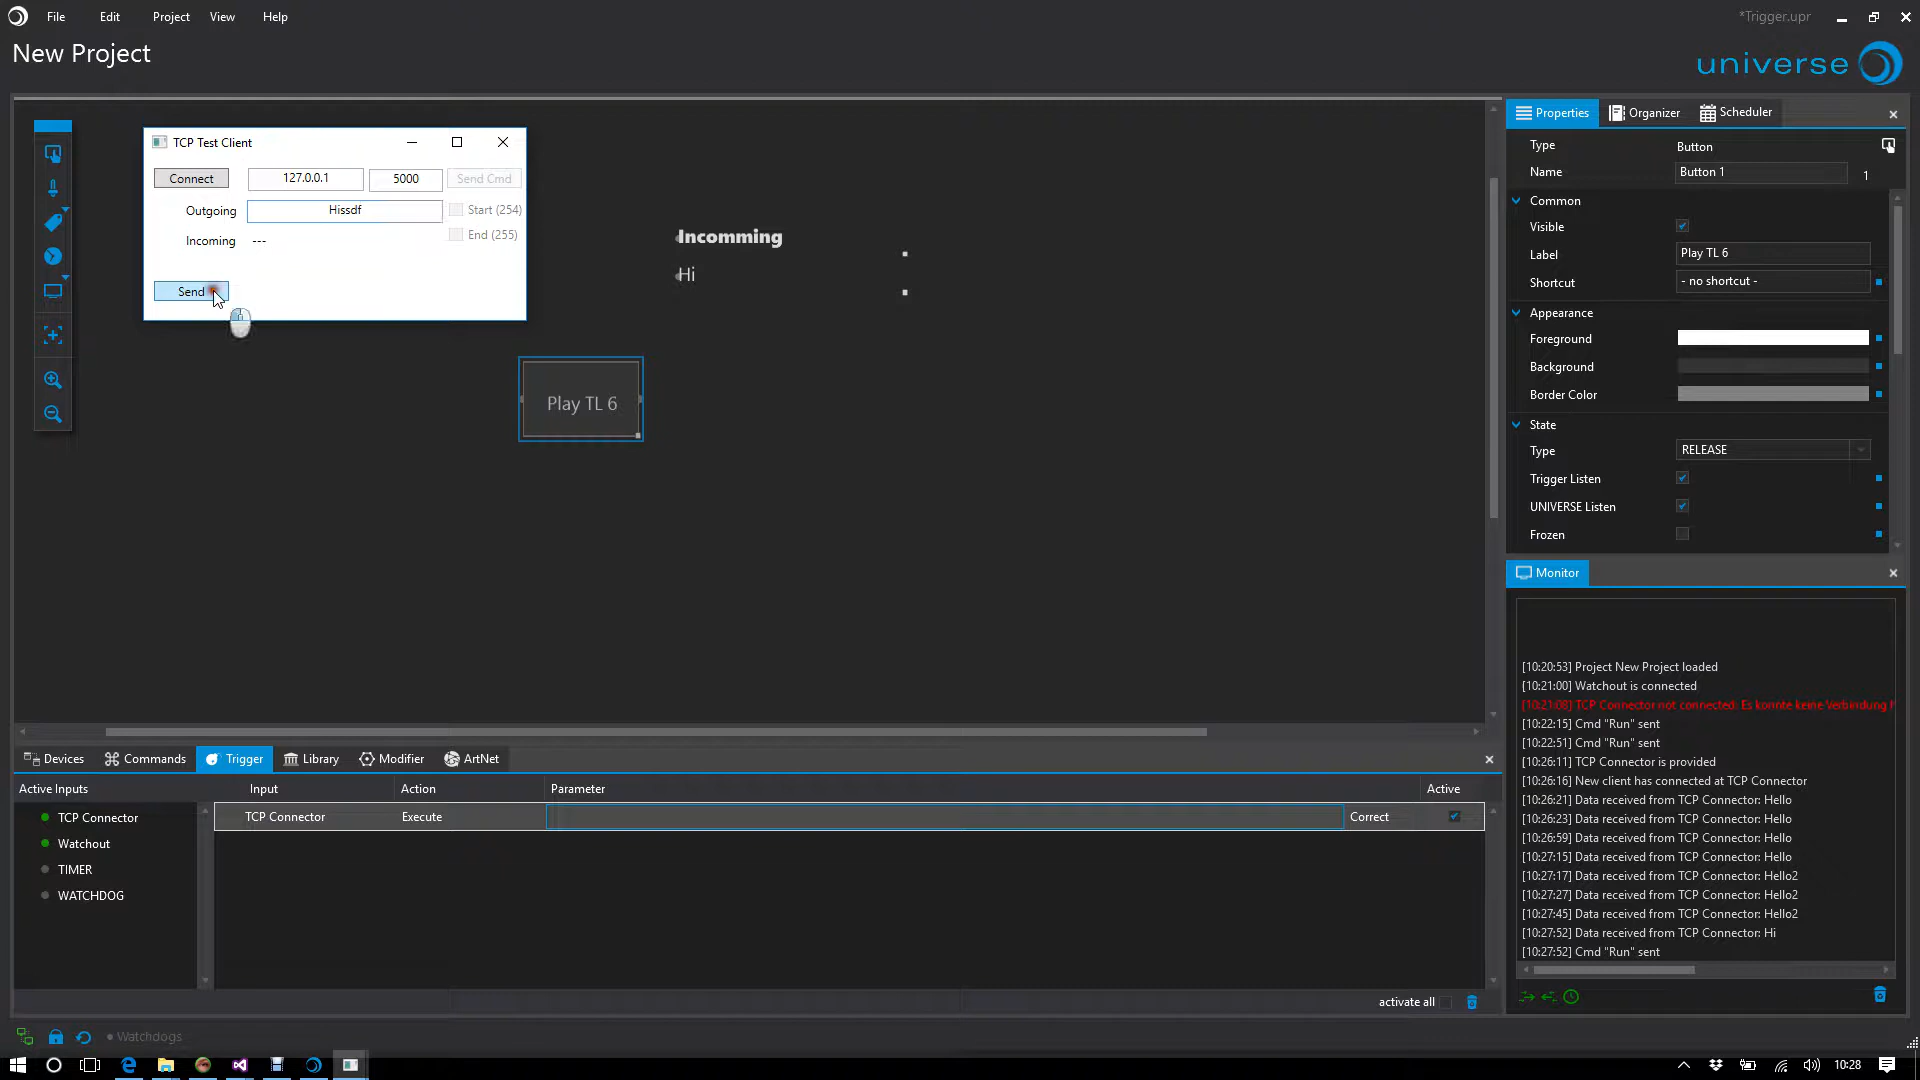 File Edit Project View Help
*Trigger.upr
New Project
universe
TCP Test Client
Connect 127.0.0.1 5000 Send Cmd
Outgoing Hissdf Start (254)
Incoming --- End (255)
Send
Incomming
Hi
Play TL 6
Properties Organizer Scheduler
Type Button
Name Button 1 1
Common
Visible
Label Play TL 6
Shortcut - no shortcut -
Appearance
Foreground
Background
Border Color
State
Type RELEASE
Trigger Listen
UNIVERSE Listen
Frozen
Monitor
[10:20:53] Project New Project loaded
[10:21:00] Watchout is connected
[10:21:08] TCP Connector not connected: Es konnte keine Verbindung
[10:22:15] Cmd "Run" sent
[10:22:51] Cmd "Run" sent
[10:26:11] TCP Connector is provided
[10:26:16] New client has connected at TCP Connector
[10:26:21] Data received from TCP Connector: Hello
[10:26:23] Data received from TCP Connector: Hello
[10:26:59] Data received from TCP Connector: Hello
[10:27:15] Data received from TCP Connector: Hello
[10:27:17] Data received from TCP Connector: Hello2
[10:27:27] Data received from TCP Connector: Hello2
[10:27:45] Data received from TCP Connector: Hello2
[10:27:52] Data received from TCP Connector: Hi
[10:27:52] Cmd "Run" sent
Devices Commands Trigger Library Modifier ArtNet
Active Inputs Input Action Parameter Active
TCP Connector TCP Connector Execute Correct
Watchout
TIMER
WATCHDOG
activate all
Watchdogs
10:28